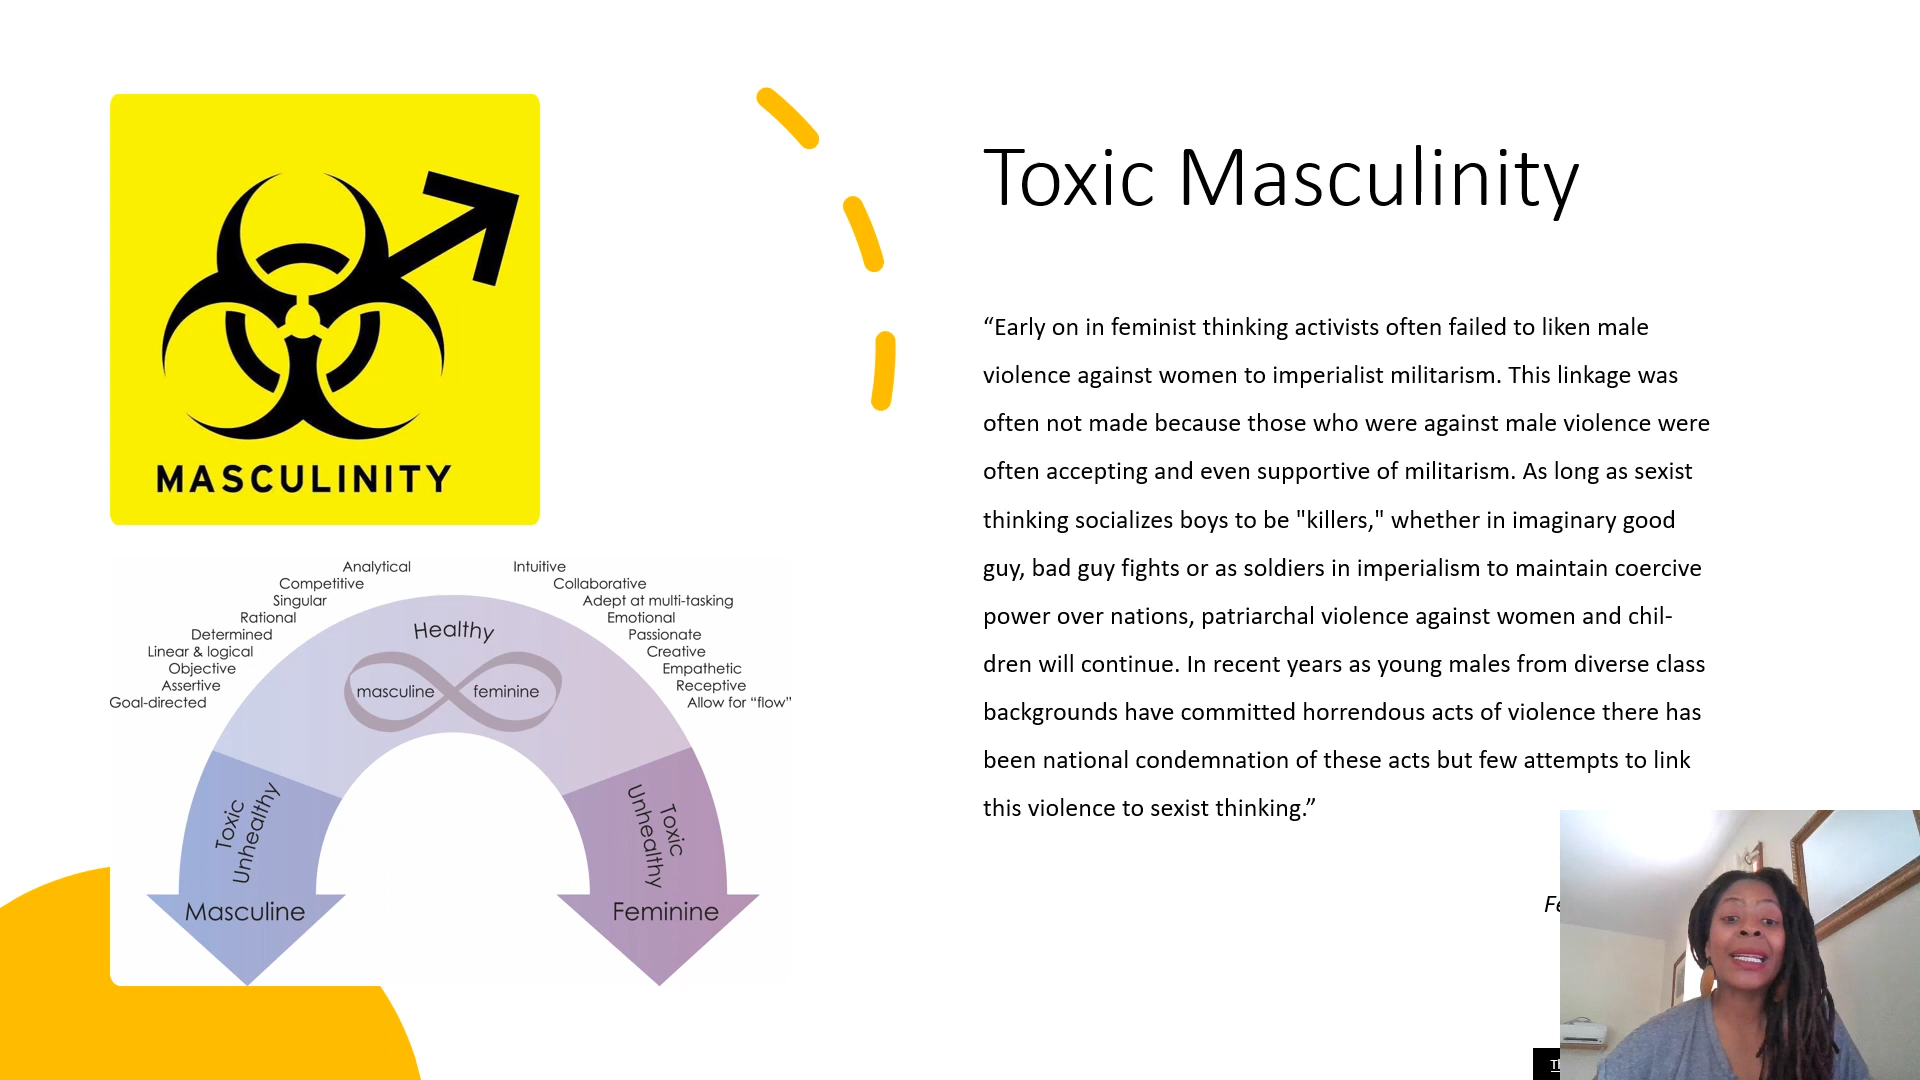 MASCULINITY
Analytical
Competitive
Singular
Rational
Determined
Linear & logical
Objective
Assertive
Goal-directed
Intuitive
Collaborative
Adept at multi-tasking
Emotional
Passionate
Creative
Empathetic
Receptive
Allow for “flow”
Healthy
masculine
feminine
Toxic
Unhealthy
Masculine
Toxic
Unhealthy
Feminine
Toxic Masculinity
“Early on in feminist thinking activists often failed to liken male
violence against women to imperialist militarism. This linkage was
often not made because those who were against male violence were
often accepting and even supportive of militarism. As long as sexist
thinking socializes boys to be "killers," whether in imaginary good
guy, bad guy fights or as soldiers in imperialism to maintain coercive
power over nations, patriarchal violence against women and chil-
dren will continue. In recent years as young males from diverse class
backgrounds have committed horrendous acts of violence there has
been national condemnation of these acts but few attempts to link
this violence to sexist thinking.”